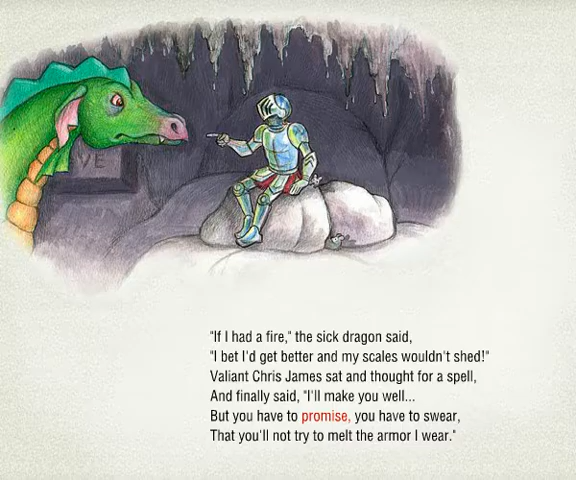 VE
"If I had a fire," the sick dragon said,
"I bet I'd get better and my scales wouldn't shed!"
Valiant Chris James sat and thought for a spell,
And finally said, "I'll make you well...
But you have to promise, you have to swear,
That you'll not try to melt the armor I wear."